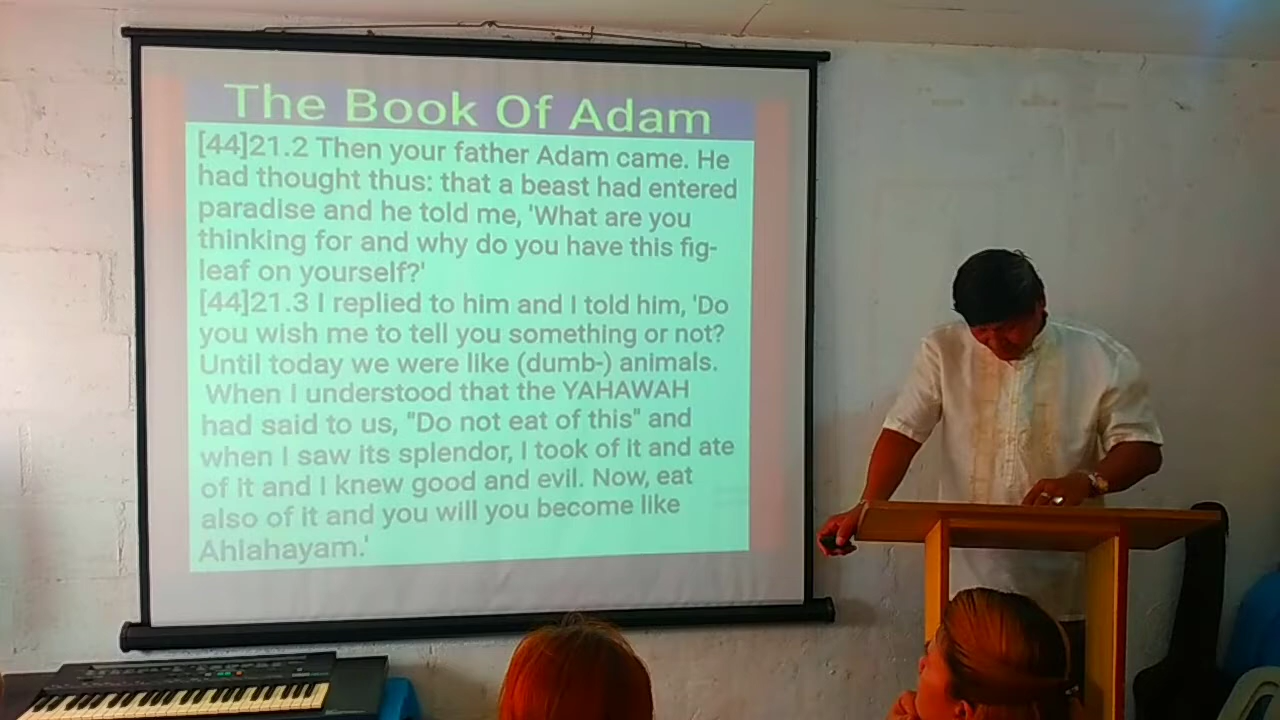 The Book Of Adam
[44]21.2 Then your father Adam came. He
had thought thus: that a beast had entered
paradise and he told me, 'What are you
thinking for and why do you have this fig-
leaf on yourself?'
[44]21.3 I replied to him and I told him, 'Do
you wish me to tell you something or not?
Until today we were like (dumb-) animals.
When I understood that the YAHAWAH
had said to us, "Do not eat of this" and
when I saw its splendor, I took of it and ate
of it and I knew good and evil. Now, eat
also of it and you will you become like
Ahlahayam.'